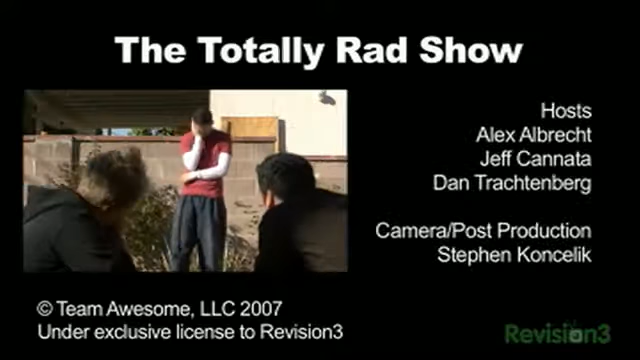 The Totally Rad Show
Hosts
Alex Albrecht
Jeff Cannata
Dan Trachtenberg
Camera/Post Production
Stephen Koncelik
© Team Awesome, LLC 2007
Under exclusive license to Revision3
Revision3